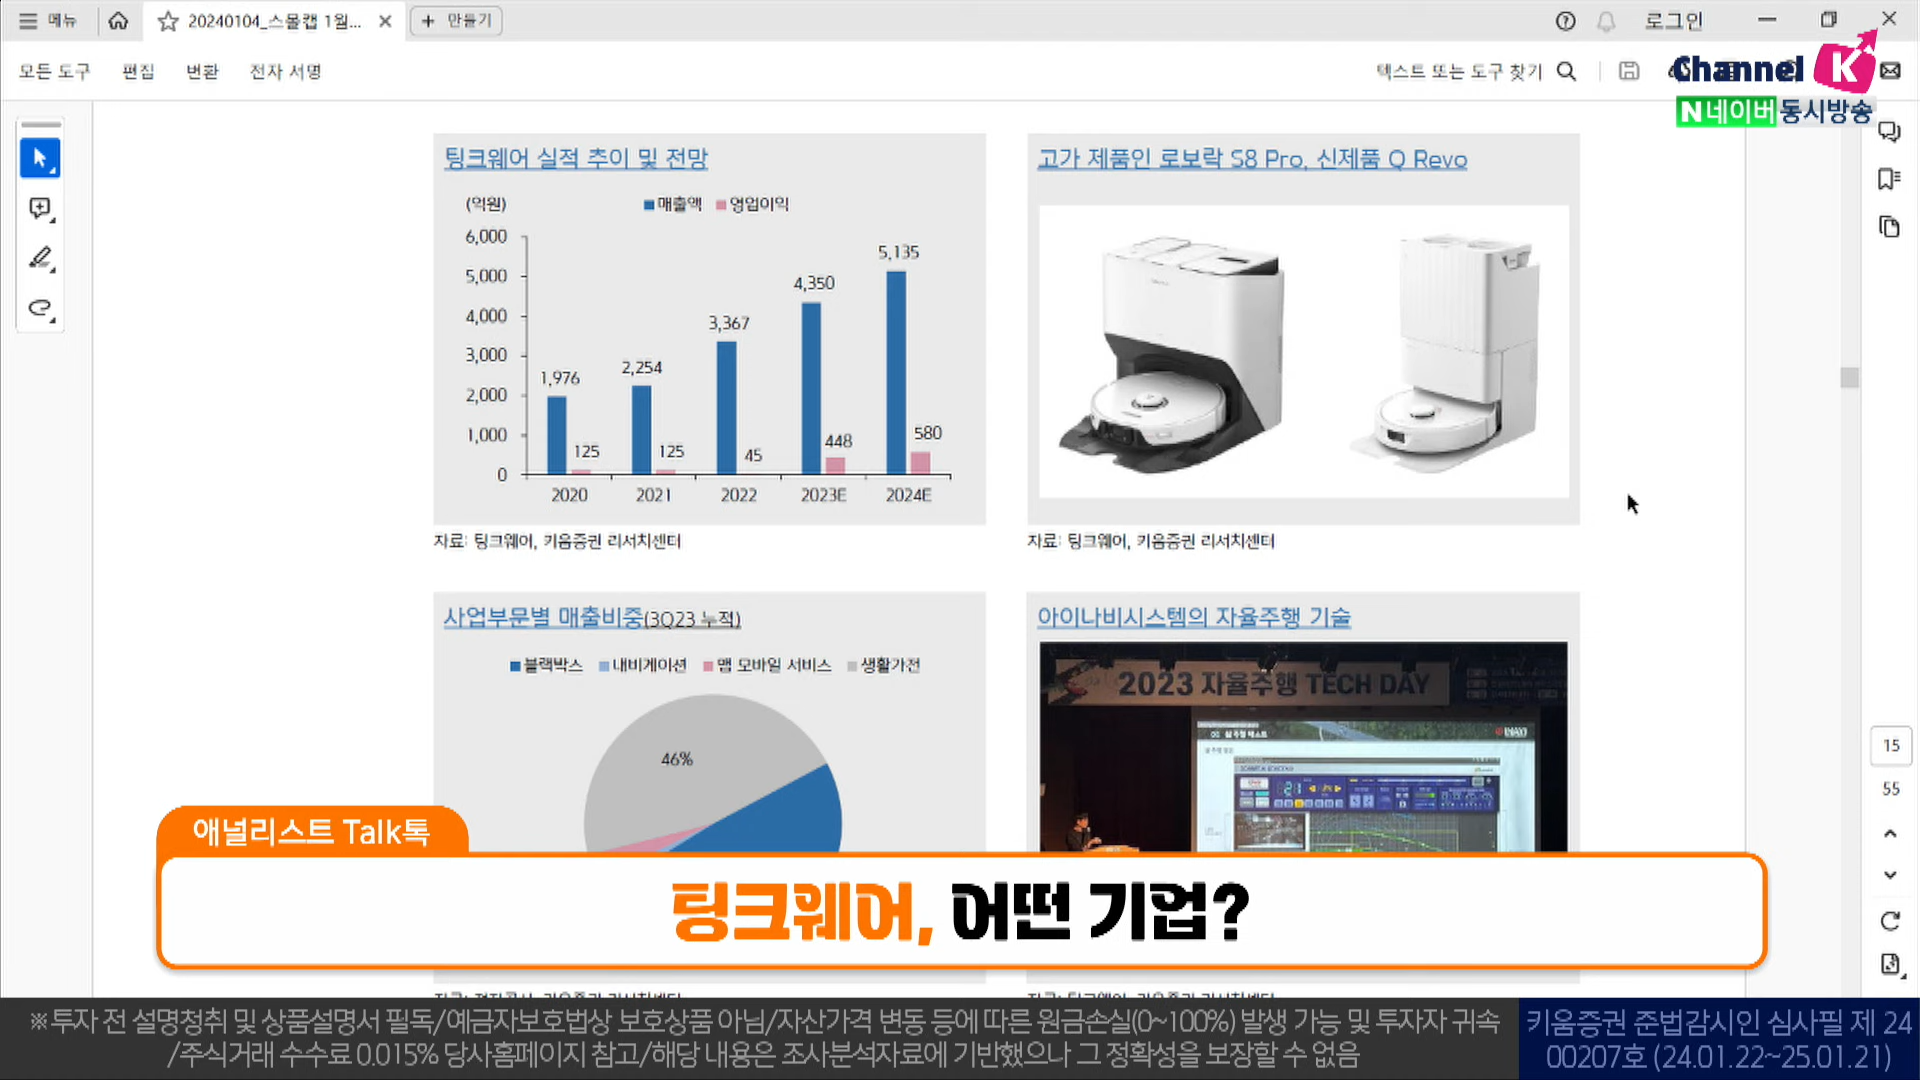 메뉴
20240104_스몰캡 1월...
만들기
로그인
모든 도구
편집
변환
전자 서명
텍스트 또는 도구 찾기
Channel K
N 네이버 동시방송
팅크웨어 실적 추이 및 전망
(억원)
매출액
영업이익
6,000
5,000
4,000
3,000
2,000
1,000
0
1,976
2,254
3,367
4,350
5,135
125
125
45
448
580
2020
2021
2022
2023E
2024E
자료: 팅크웨어, 키움증권 리서치센터
고가 제품인 로보락 S8 Pro, 신제품 Q Revo
자료: 팅크웨어, 키움증권 리서치센터
사업부문별 매출비중(3Q23 누적)
블랙박스
내비게이션
맵 모바일 서비스
생활가전
46%
아이나비시스템의 자율주행 기술
2023 자율주행 TECH DAY
INAVI
15
55
애널리스트 Talk톡
팅크웨어, 어떤 기업?
※투자 전 설명청취 및 상품설명서 필독/예금자보호법상 보호상품 아님/자산가격 변동 등에 따른 원금손실(0~100%) 발생 가능 및 투자자 귀속
/주식거래 수수료 0.015% 당사홈페이지 참고/해당 내용은 조사분석자료에 기반했으나 그 정확성을 보장할 수 없음
키움증권 준법감시인 심사필 제 24
00207호 (24.01.22~25.01.21)